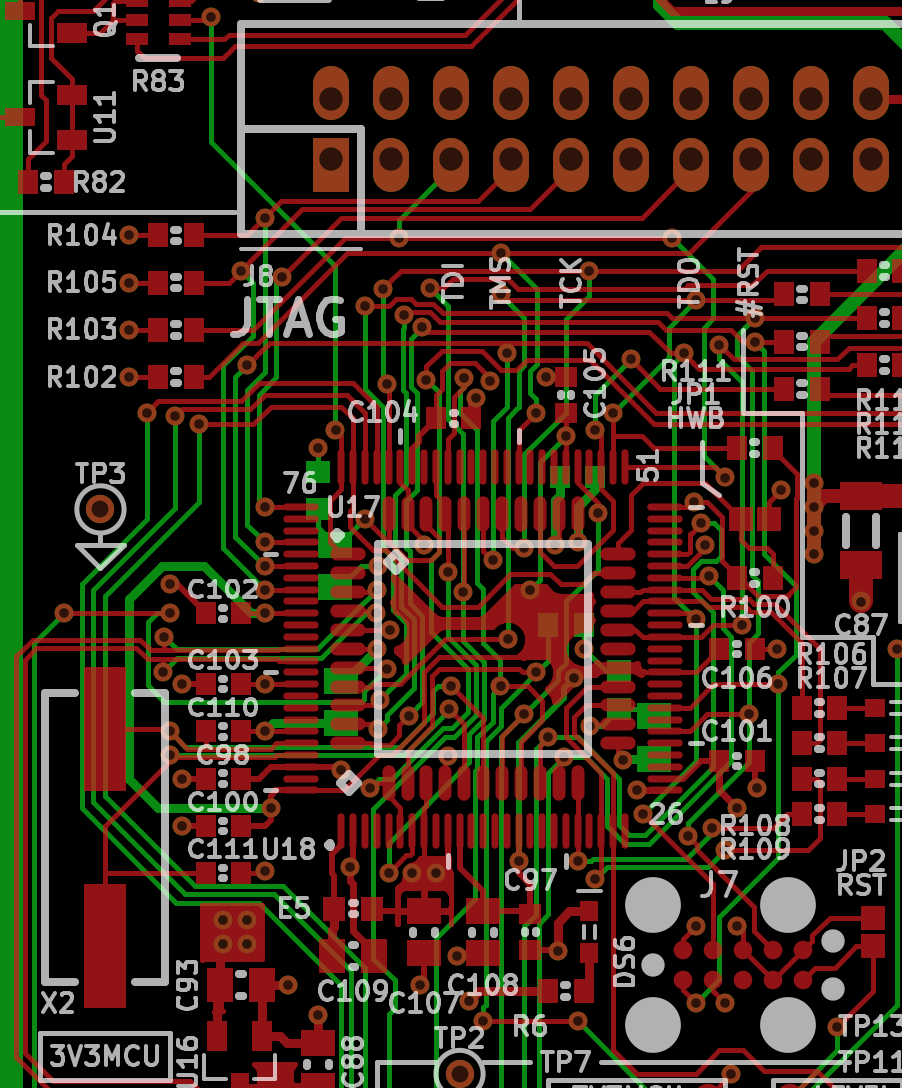 Q1
R83
U11
R82
R104
R105
R103
R102
J8
JTAG
TDI
TMS
TCK
TDO
#RST
C104
C105
R111
JP1
HWB
R11
R11
R11
TP3
76
51
U17
C102
R100
C87
C103
R106
R107
C106
C110
C101
C98
C100
26
R108
R109
C111
U18
JP2
RST
C97
J7
E5
DS6
C93
C109
C107
C108
X2
R6
TP13
TP2
3V3MCU
U16
C88
TP7
TP11